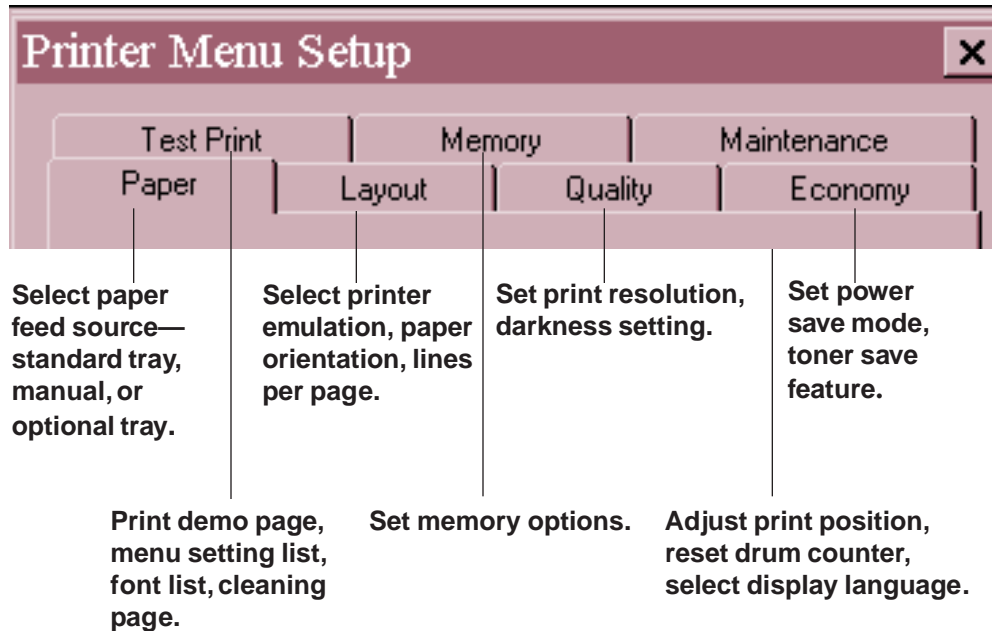 Printer Menu Setup
Test Print
Memory
Maintenance
Paper
Layout
Quality
Economy
Select paper
feed source—
standard tray,
manual, or
optional tray.
Select printer
emulation, paper
orientation, lines
per page.
Set print resolution,
darkness setting.
Set power
save mode,
toner save
feature.
Print demo page,
menu setting list,
font list, cleaning
page.
Set memory options.
Adjust print position,
reset drum counter,
select display language.